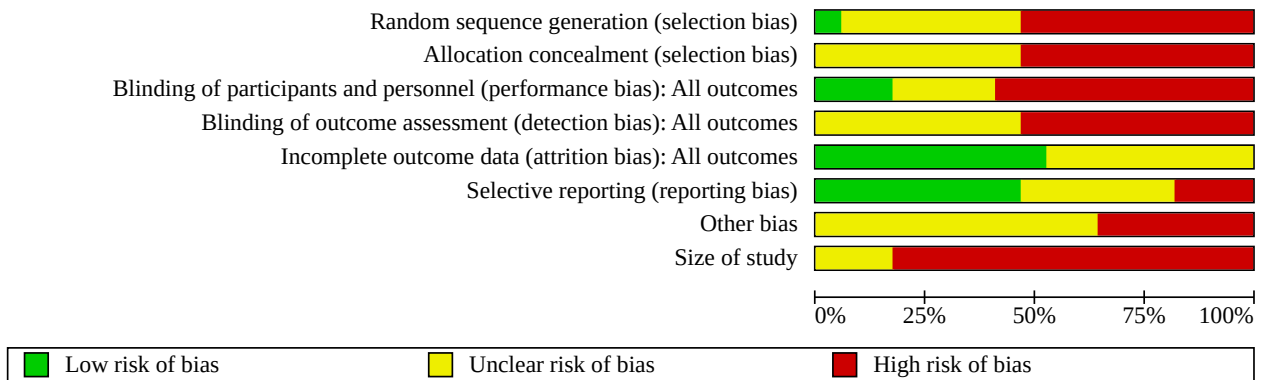 Random sequence generation (selection bias)
Allocation concealment (selection bias)
Blinding of participants and personnel (performance bias): All outcomes
Blinding of outcome assessment (detection bias): All outcomes
Incomplete outcome data (attrition bias): All outcomes
Selective reporting (reporting bias)
Other bias
Size of study
0% 25% 50% 75% 100%
Low risk of bias Unclear risk of bias High risk of bias